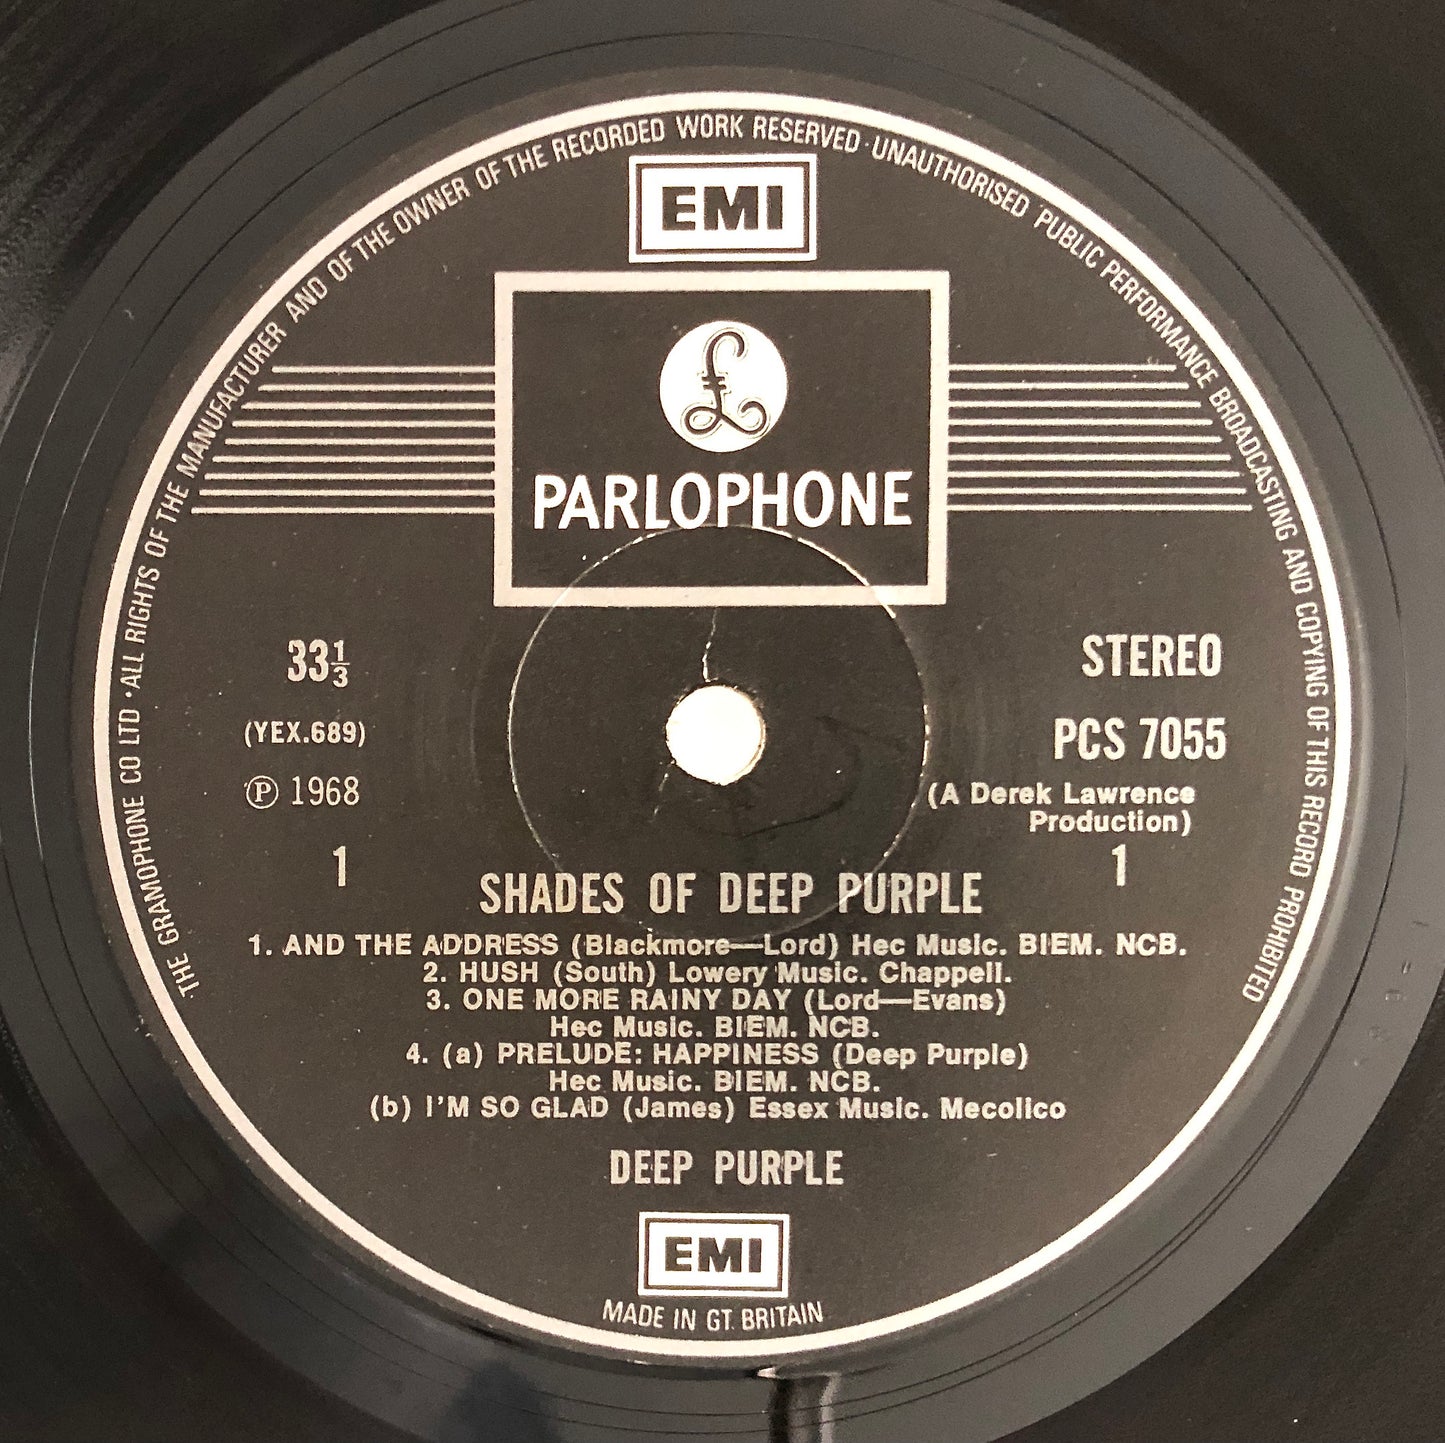 ·THE GRAMOPHONE CO LTD · ALL RIGHTS OF THE MANUFACTURER AND OF THE OWNER OF THE RECORDED WORK RESERVED · UNAUTHORISED PUBLIC PERFORMANCE BROADCASTING AND COPYING OF THIS RECORD PROHIBITED
EMI
£
PARLOPHONE
33⅓
STEREO
(YEX.689)
PCS 7055
℗ 1968
(A Derek Lawrence
Production)
1
1
SHADES OF DEEP PURPLE
1. AND THE ADDRESS (Blackmore—Lord) Hec Music. BIEM. NCB.
2. HUSH (South) Lowery Music. Chappell.
3. ONE MORE RAINY DAY (Lord—Evans)
Hec Music. BIEM. NCB.
4. (a) PRELUDE: HAPPINESS (Deep Purple)
Hec Music. BIEM. NCB.
(b) I'M SO GLAD (James) Essex Music. Mecolico
DEEP PURPLE
EMI
MADE IN GT. BRITAIN